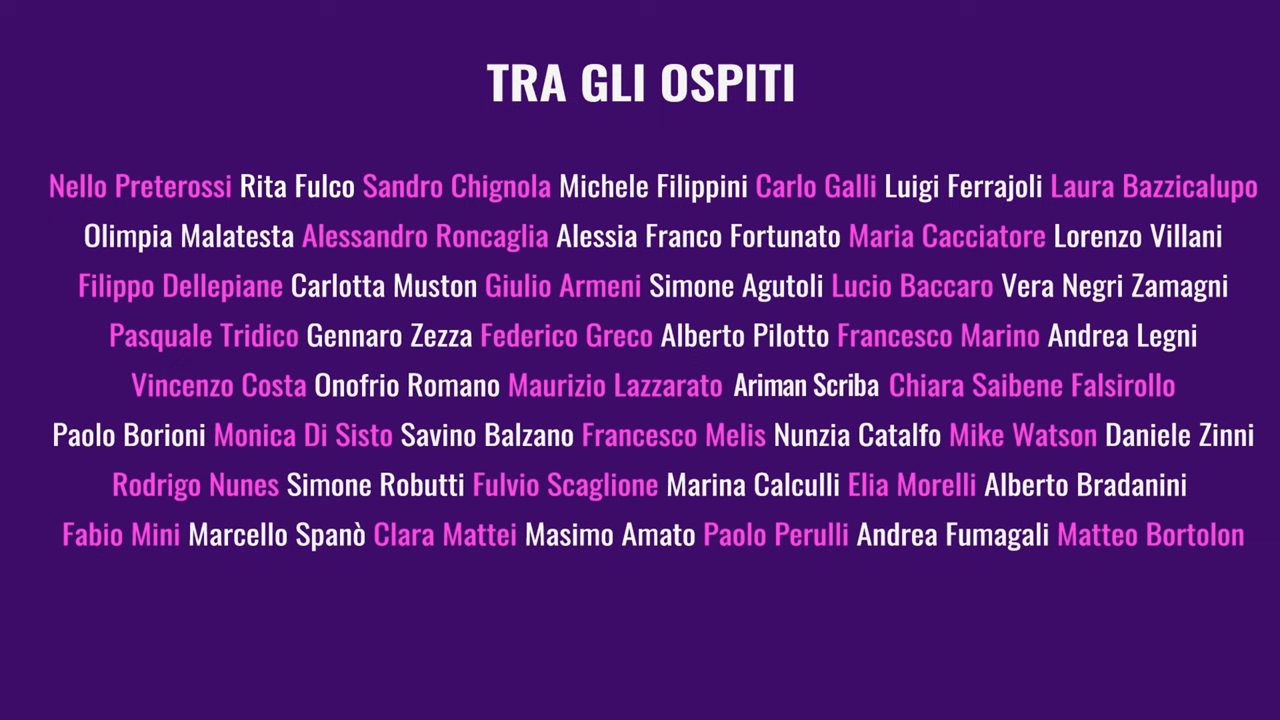 TRA GLI OSPITI
Nello Preterossi Rita Fulco Sandro Chignola Michele Filippini Carlo Galli Luigi Ferrajoli Laura Bazzicalupo
Olimpia Malatesta Alessandro Roncaglia Alessia Franco Fortunato Maria Cacciatore Lorenzo Villani
Filippo Dellepiane Carlotta Muston Giulio Armeni Simone Agutoli Lucio Baccaro Vera Negri Zamagni
Pasquale Tridico Gennaro Zezza Federico Greco Alberto Pilotto Francesco Marino Andrea Legni
Vincenzo Costa Onofrio Romano Maurizio Lazzarato Ariman Scriba Chiara Saibene Falsirollo
Paolo Borioni Monica Di Sisto Savino Balzano Francesco Melis Nunzia Catalfo Mike Watson Daniele Zinni
Rodrigo Nunes Simone Robutti Fulvio Scaglione Marina Calculli Elia Morelli Alberto Bradanini
Fabio Mini Marcello Spanò Clara Mattei Masimo Amato Paolo Perulli Andrea Fumagali Matteo Bortolon